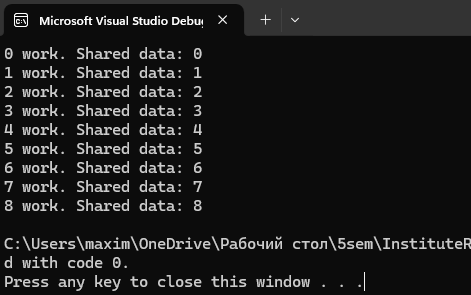 Microsoft Visual Studio Debug
0 work. Shared data: 0
1 work. Shared data: 1
2 work. Shared data: 2
3 work. Shared data: 3
4 work. Shared data: 4
5 work. Shared data: 5
6 work. Shared data: 6
7 work. Shared data: 7
8 work. Shared data: 8
C:\Users\maxim\OneDrive\Рабочий стол\5sem\InstituteR
d with code 0.
Press any key to close this window . . .